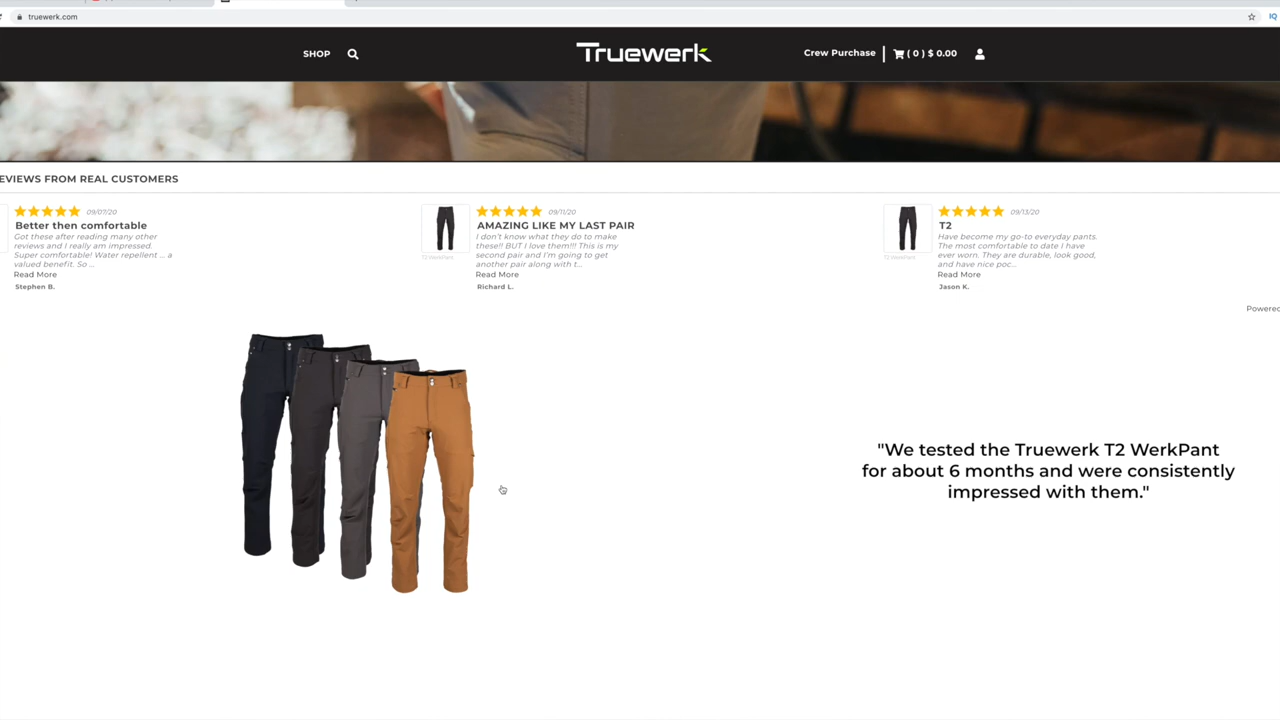 truewerk.com
IQ
SHOP
Truewerk
Crew Purchase
( 0 ) $ 0.00
EVIEWS FROM REAL CUSTOMERS
09/07/20
Better then comfortable
Got these after reading many other
reviews and I really am impressed.
Super comfortable! Water repellent ... a
valued benefit. So ...
Read More
Stephen B.
T2 WerkPant
09/11/20
AMAZING LIKE MY LAST PAIR
I don't know what they do to make
these!! BUT I love them!!! This is my
second pair and I'm going to get
another pair along with t...
Read More
Richard L.
T2 WerkPant
09/13/20
T2
Have become my go-to everyday pants.
The most comfortable to date I have
ever worn. They are durable, look good,
and have nice poc...
Read More
Jason K.
Powered
"We tested the Truewerk T2 WerkPant
for about 6 months and were consistently
impressed with them."